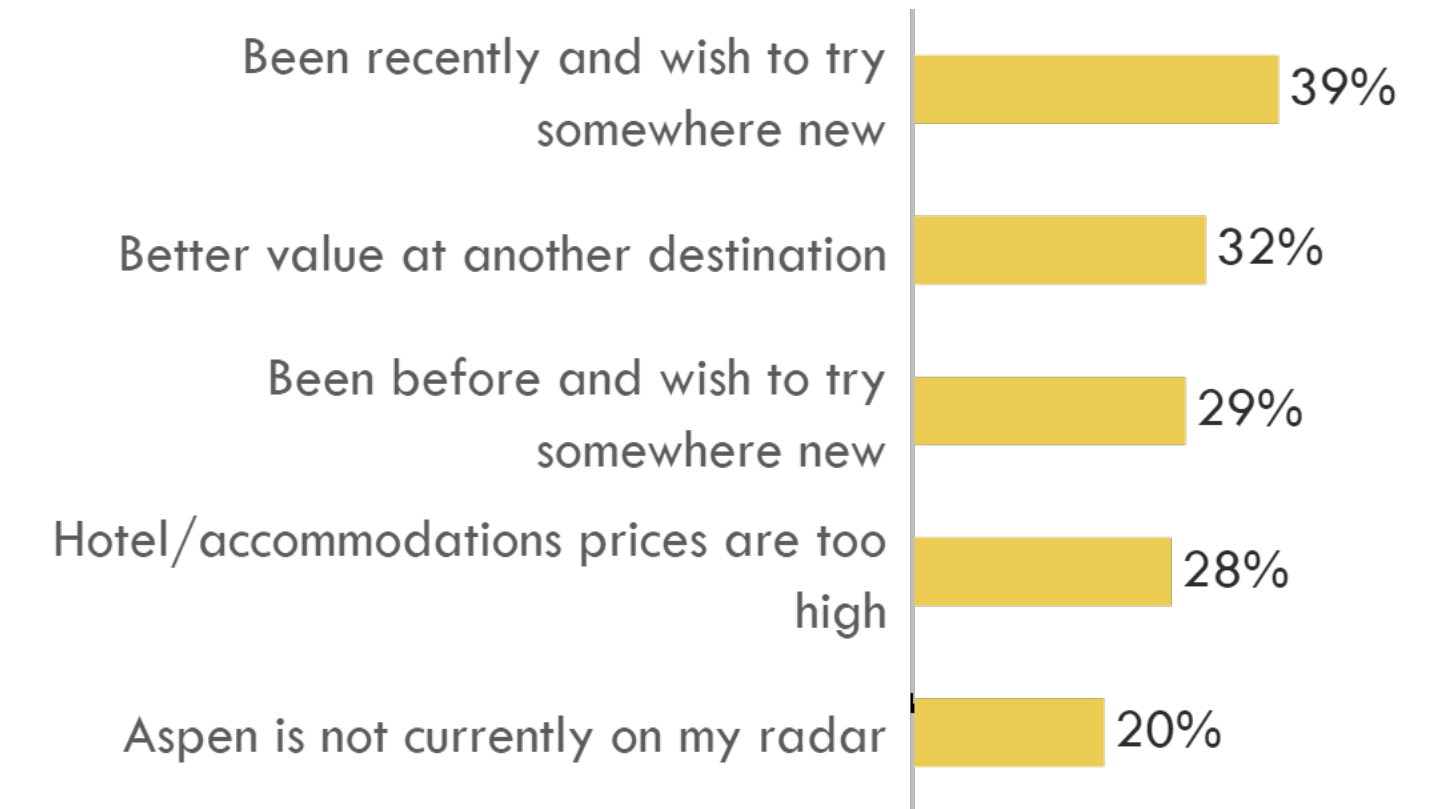 Been recently and wish to try
somewhere new
39%
Better value at another destination
32%
Been before and wish to try
somewhere new
29%
Hotel/accommodations prices are too
high
28%
Aspen is not currently on my radar
20%